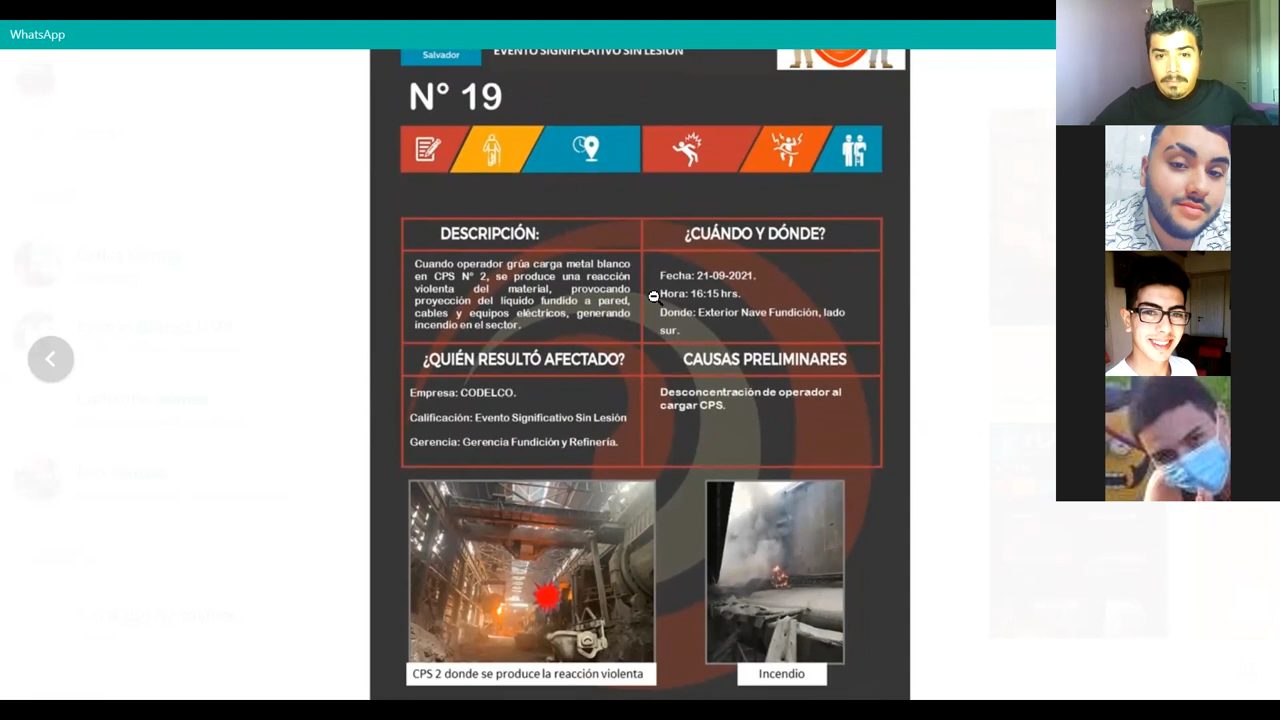 WhatsApp
Salvador
EVENTO SIGNIFICATIVO SIN LESIÓN
N° 19
DESCRIPCIÓN:
Cuando operador grúa carga metal blanco
en CPS N° 2, se produce una reacción
violenta del material, provocando
proyección del líquido fundido a pared,
cables y equipos eléctricos, generando
incendio en el sector.
¿CUÁNDO Y DÓNDE?
Fecha: 21-09-2021.
Hora: 16:15 hrs.
Donde: Exterior Nave Fundición, lado
sur.
¿QUIÉN RESULTÓ AFECTADO?
Empresa: CODELCO.
Calificación: Evento Significativo Sin Lesión
Gerencia: Gerencia Fundición y Refinería.
CAUSAS PRELIMINARES
Desconcentración de operador al
cargar CPS.
CPS 2 donde se produce la reacción violenta
Incendio